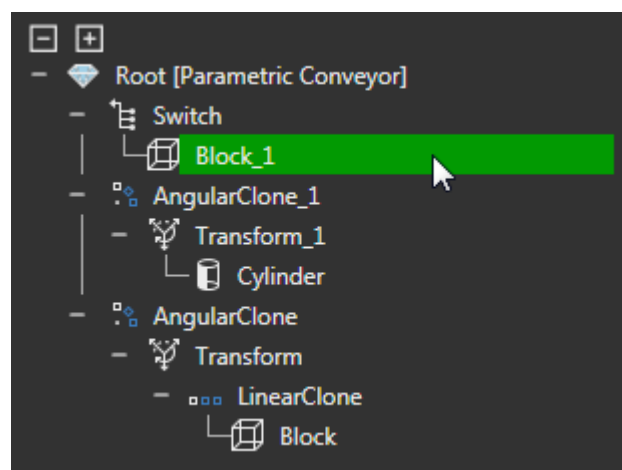 Root [Parametric Conveyor]
Switch
Block_1
AngularClone_1
Transform_1
Cylinder
AngularClone
Transform
LinearClone
Block